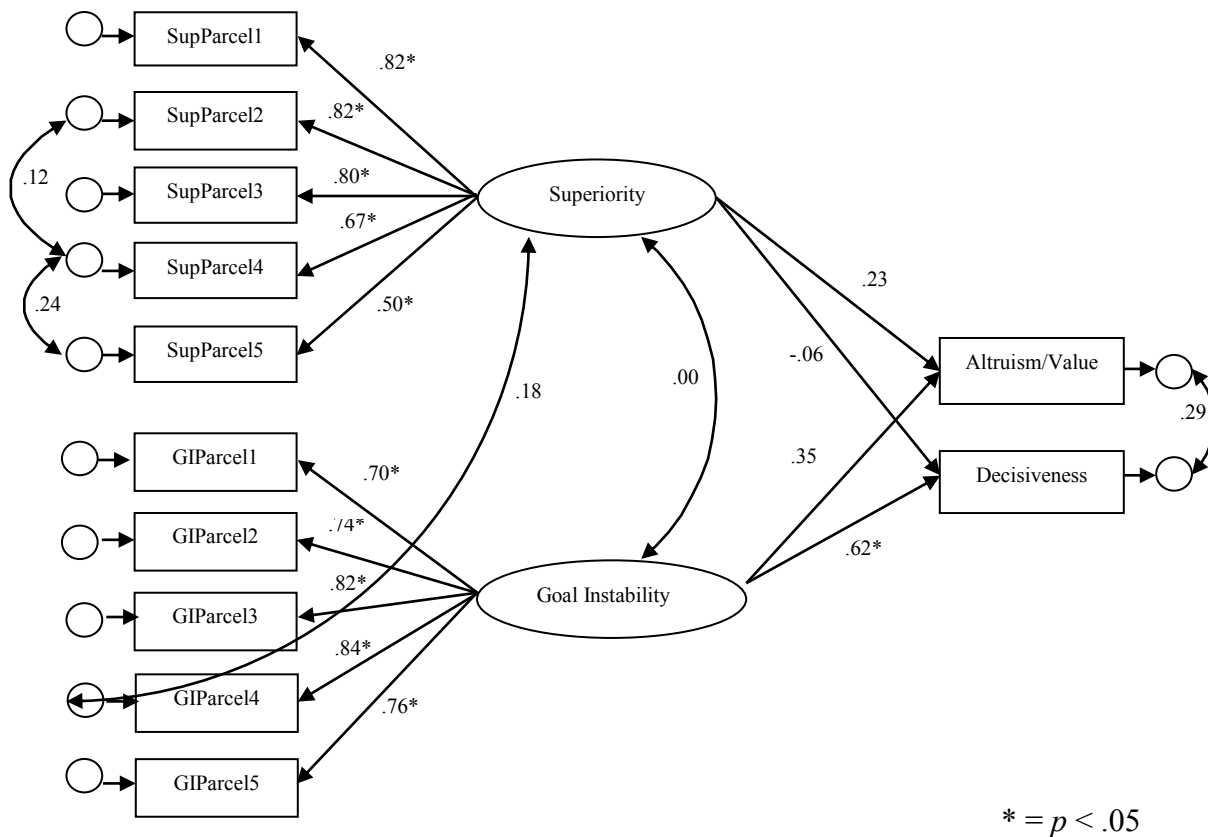 SupParcel1
.82*
SupParcel2
.82*
.12
SupParcel3
.80*
Superiority
.67*
SupParcel4
.23
.24
.50*
SupParcel5
-.06
Altruism/Value
.18
.00
.29
GIParcel1
.70*
.35
Decisiveness
GIParcel2
.74*
.62*
.82*
Goal Instability
GIParcel3
.84*
GIParcel4
.76*
GIParcel5
* = p < .05